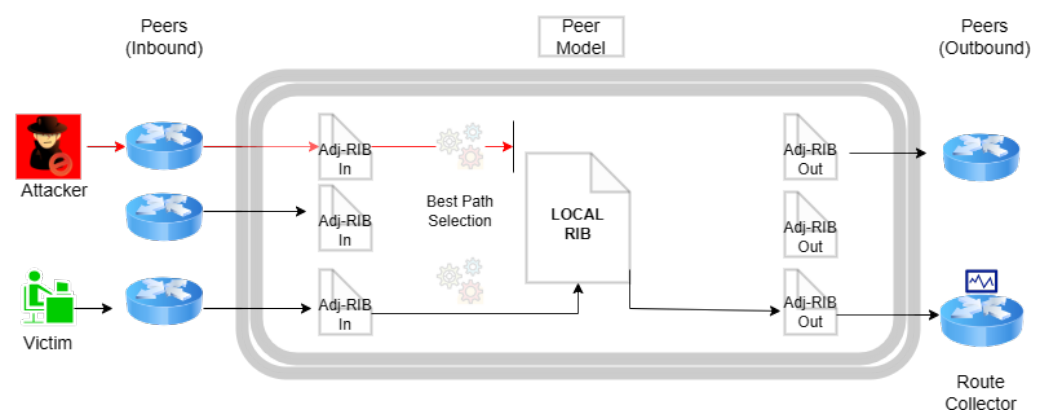 Peers
(Inbound)
Peer
Model
Peers
(Outbound)
Attacker
Adj-RIB
In
Adj-RIB
Out
Best Path
Selection
LOCAL
RIB
Adj-RIB
In
Adj-RIB
Out
Victim
Adj-RIB
In
Adj-RIB
Out
Route
Collector